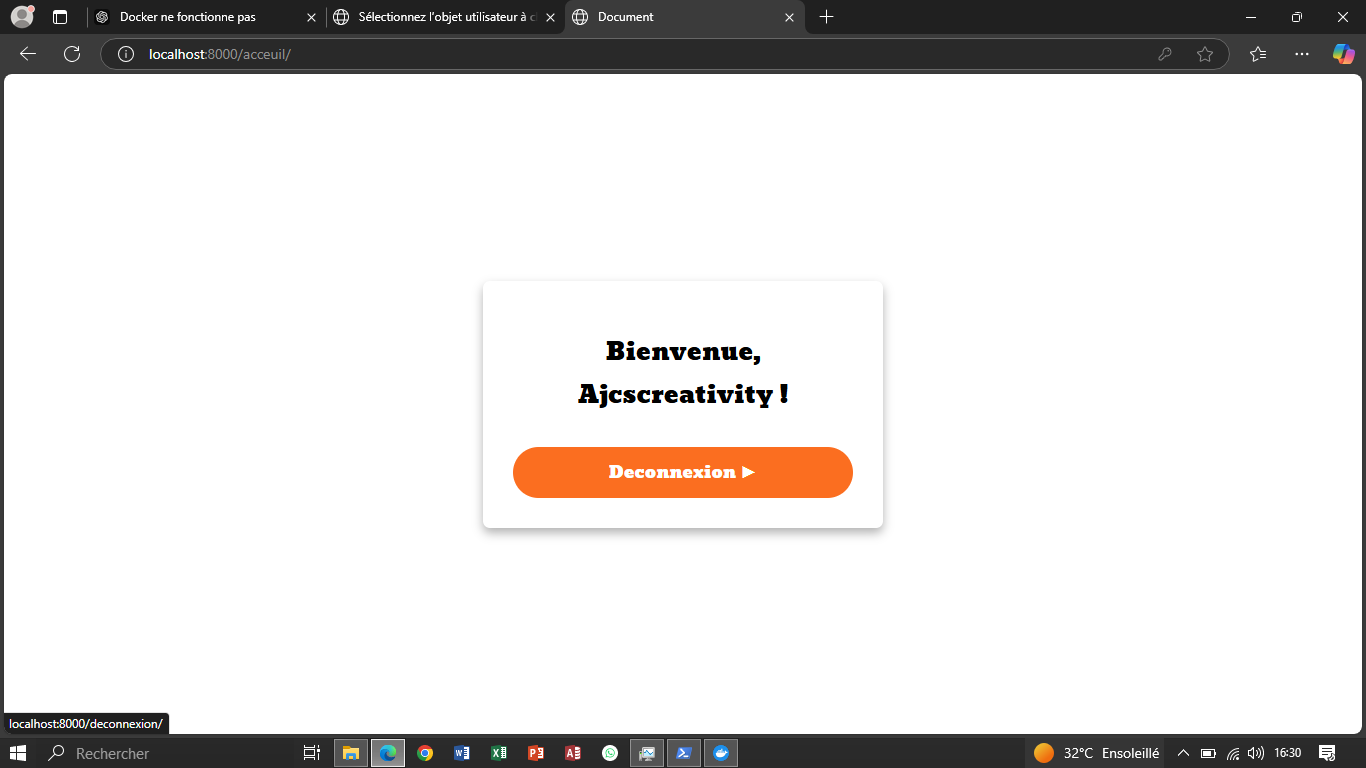 Docker ne fonctionne pas
Sélectionnez l'objet utilisateur à c
Document
localhost:8000/acceuil/
Bienvenue,
Ajcscreativity !
Deconnexion ►
localhost:8000/deconnexion/
Rechercher
32°C Ensoleillé
16:30